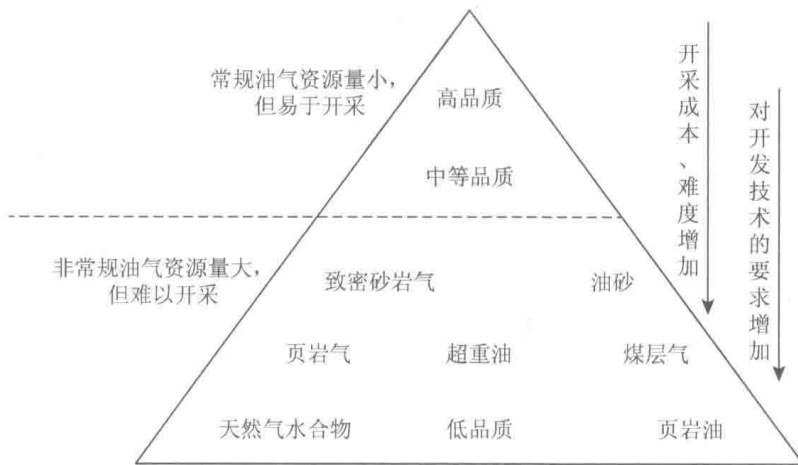 常规油气资源量小，
但易于开采
高品质
中等品质
非常规油气资源量大，
但难以开采
致密砂岩气
油砂
页岩气
超重油
煤层气
天然气水合物
低品质
页岩油
开采成本、难度增加
对开发技术的要求增加